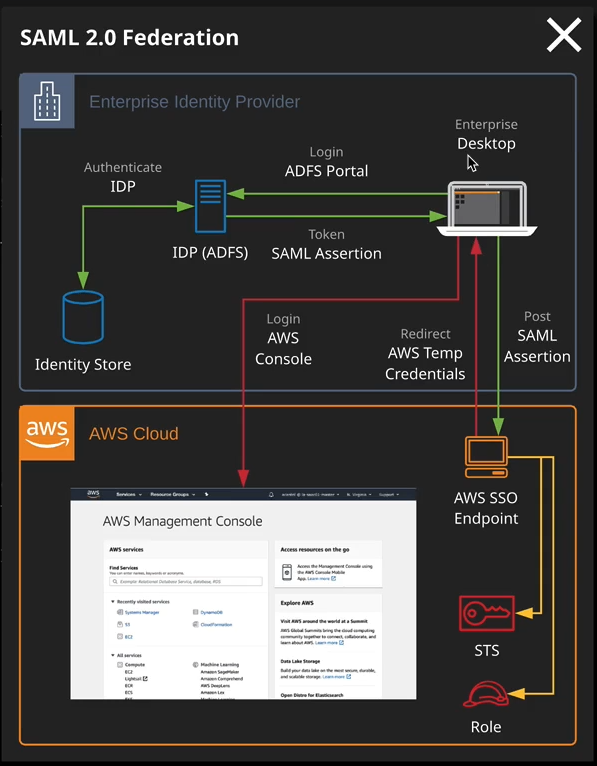 SAML 2.0 Federation
Enterprise Identity Provider
Enterprise
Desktop
Login
ADFS Portal
Authenticate
IDP
Token
SAML Assertion
IDP (ADFS)
Identity Store
Login
AWS
Console
Redirect
AWS Temp
Credentials
Post
SAML
Assertion
aws
AWS Cloud
AWS SSO
Endpoint
STS
Role
aws
Services
Resource Groups
N. Virginia
Support
AWS Management Console
AWS services
Find Services
You can enter names, keywords or acronyms.
Example: Relational Database Service, database, RDS
Recently visited services
Systems Manager
DynamoDB
S3
CloudFormation
EC2
All services
Compute
EC2
Lightsail
ECR
ECS
Machine Learning
Amazon SageMaker
Amazon Comprehend
AWS DeepLens
Amazon Lex
Access resources on the go
Access the Management Console using
the AWS Console Mobile
App. Learn more
Explore AWS
Visit AWS around the world at a Summit
AWS Global Summits bring the cloud computing
community together to connect, collaborate, and
learn about AWS. Learn more
Data Lake Storage
Build your data lake on the most secure, durable,
and scalable storage. Learn more
Open Distro for Elasticsearch